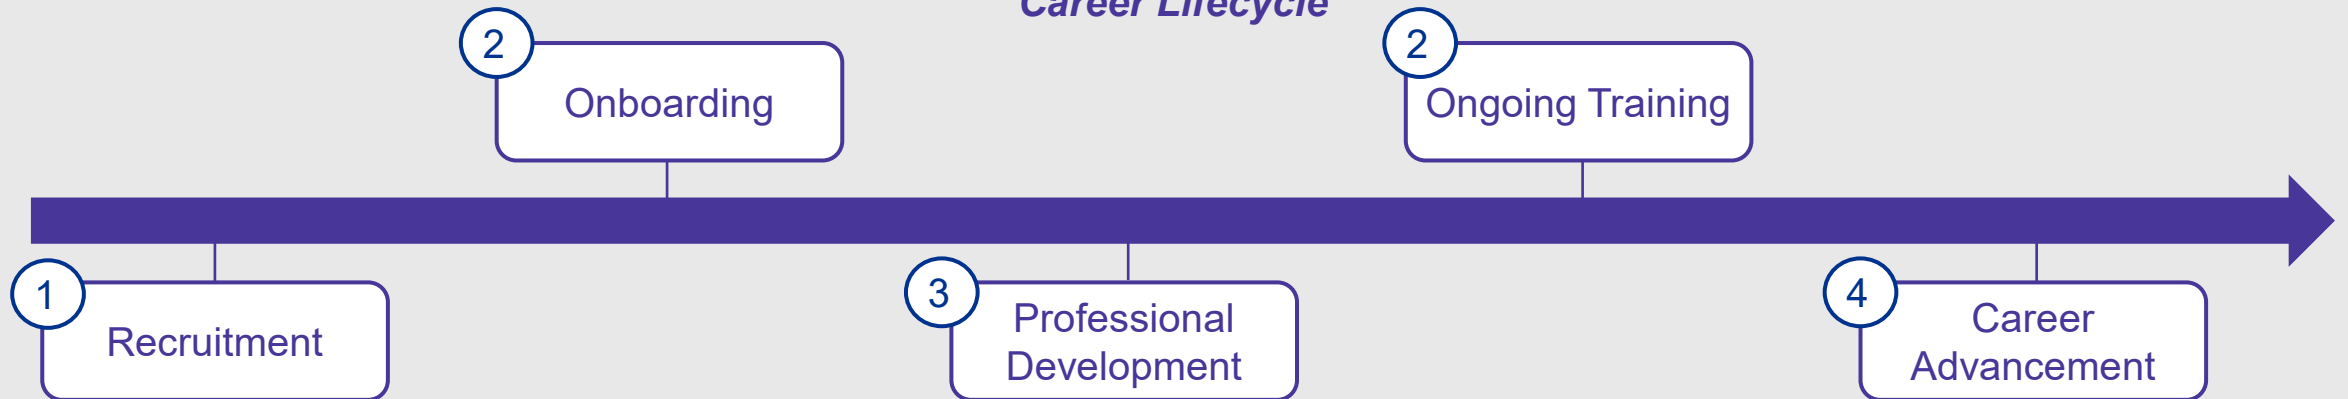 Career Lifecycle
2
Onboarding
2
Ongoing Training
1
Recruitment
3
Professional
Development
4
Career
Advancement